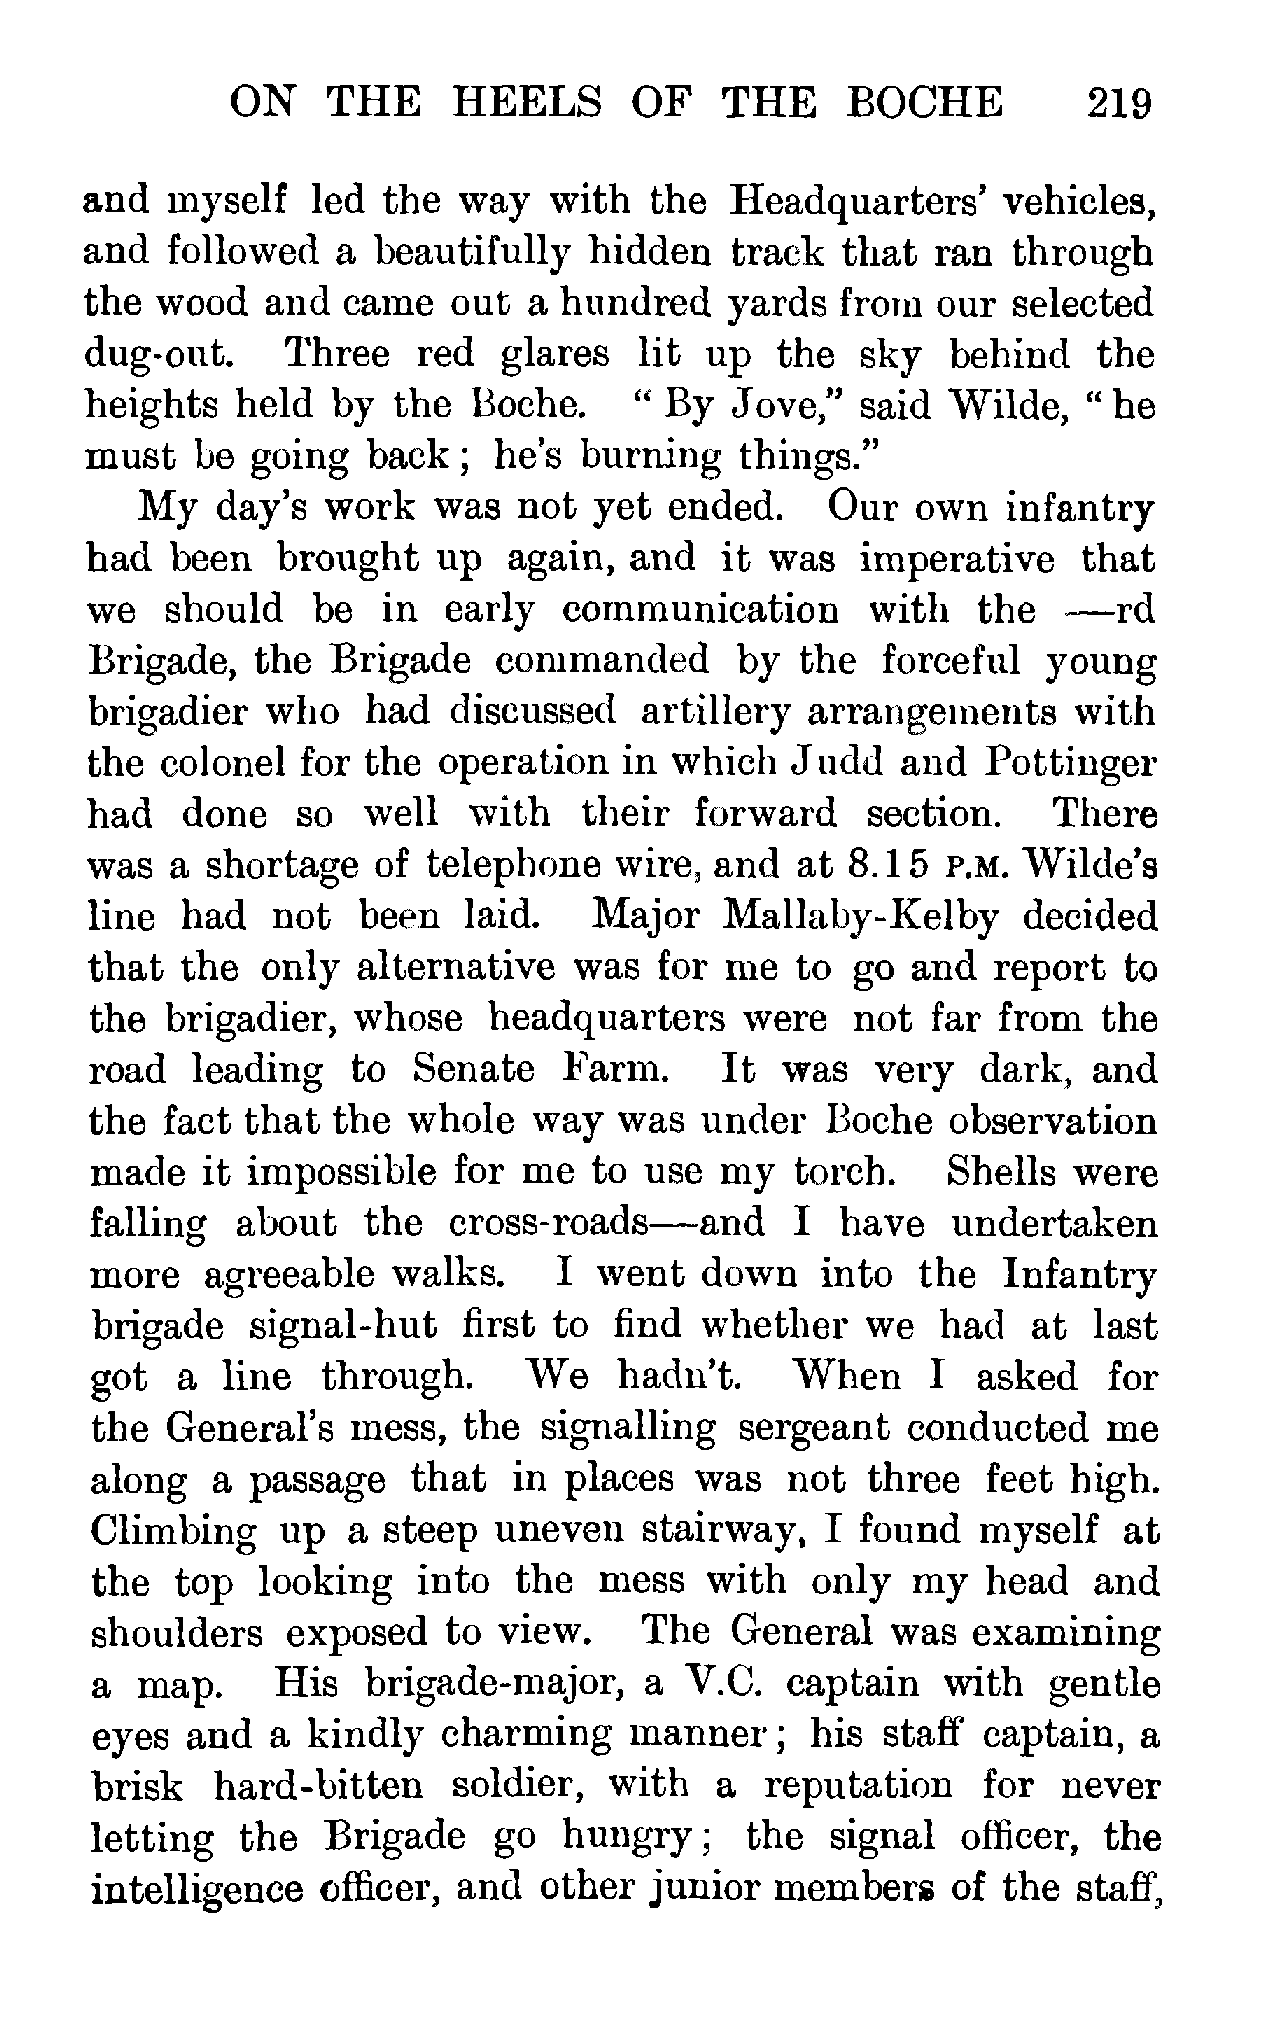 ON THE HEELS OF THE BOCHE 219
and myself led the way with the Headquarters' vehicles,
and followed a beautifully hidden track that ran through
the wood and came out a hundred yards from our selected
dug-out. Three red glares lit up the sky behind the
heights held by the Boche. " By Jove," said Wilde, " he
must be going back ; he's burning things."
My day's work was not yet ended. Our own infantry
had been brought up again, and it was imperative that
we should be in early communication with the —rd
Brigade, the Brigade commanded by the forceful young
brigadier who had discussed artillery arrangements with
the colonel for the operation in which Judd and Pottinger
had done so well with their forward section. There
was a shortage of telephone wire, and at 8.15 P.M. Wilde's
line had not been laid. Major Mallaby-Kelby decided
that the only alternative was for me to go and report to
the brigadier, whose headquarters were not far from the
road leading to Senate Farm. It was very dark, and
the fact that the whole way was under Boche observation
made it impossible for me to use my torch. Shells were
falling about the cross-roads—and I have undertaken
more agreeable walks. I went down into the Infantry
brigade signal-hut first to find whether we had at last
got a line through. We hadn't. When I asked for
the General's mess, the signalling sergeant conducted me
along a passage that in places was not three feet high.
Climbing up a steep uneven stairway, I found myself at
the top looking into the mess with only my head and
shoulders exposed to view. The General was examining
a map. His brigade-major, a V.C. captain with gentle
eyes and a kindly charming manner ; his staff captain, a
brisk hard-bitten soldier, with a reputation for never
letting the Brigade go hungry ; the signal officer, the
intelligence officer, and other junior members of the staff,